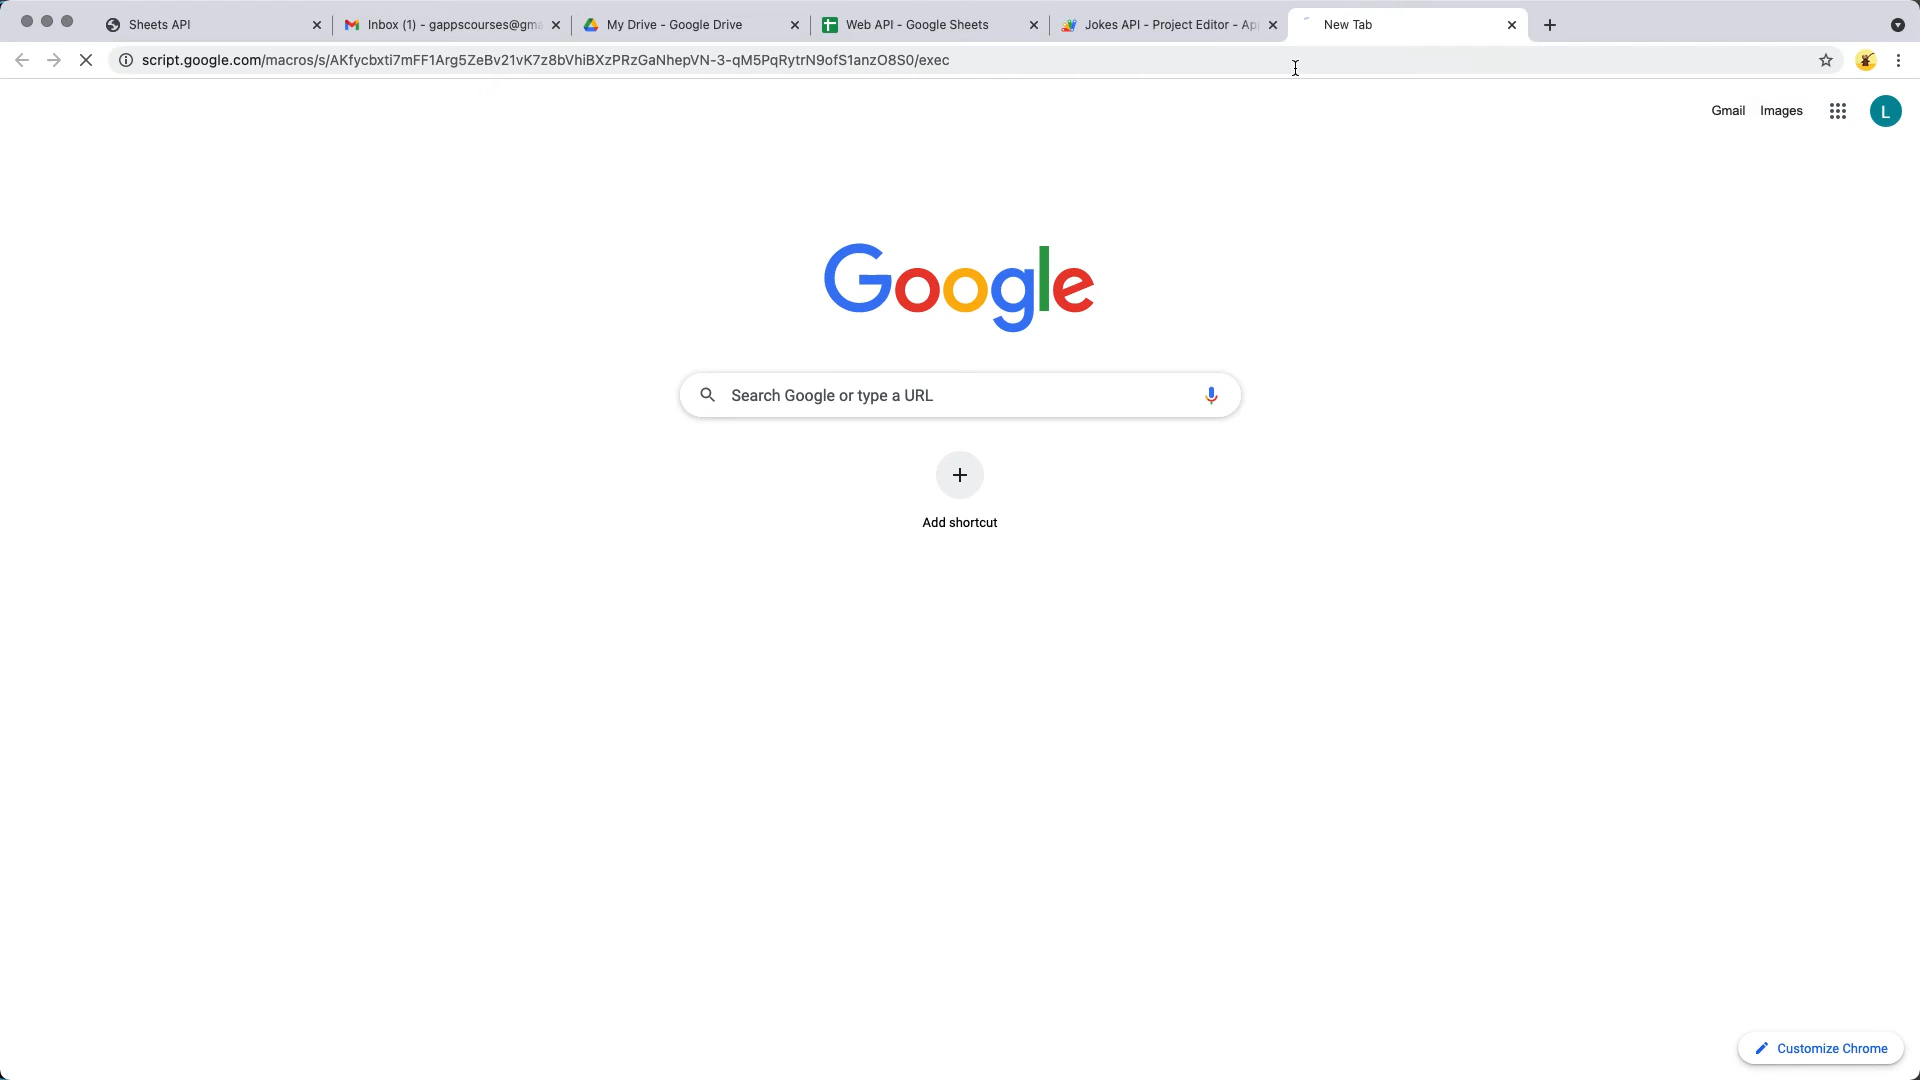 Sheets API
Inbox (1) - gappscourses@gma
My Drive - Google Drive
Web API - Google Sheets
Jokes API - Project Editor - Ap
New Tab
script.google.com/macros/s/AKfycbxti7mFF1Arg5ZeBv21vK7z8bVhiBXzPRzGaNhepVN-3-qM5PqRytrN9ofS1anzO8S0/exec
Gmail
Images
L
Google
Search Google or type a URL
Add shortcut
Customize Chrome